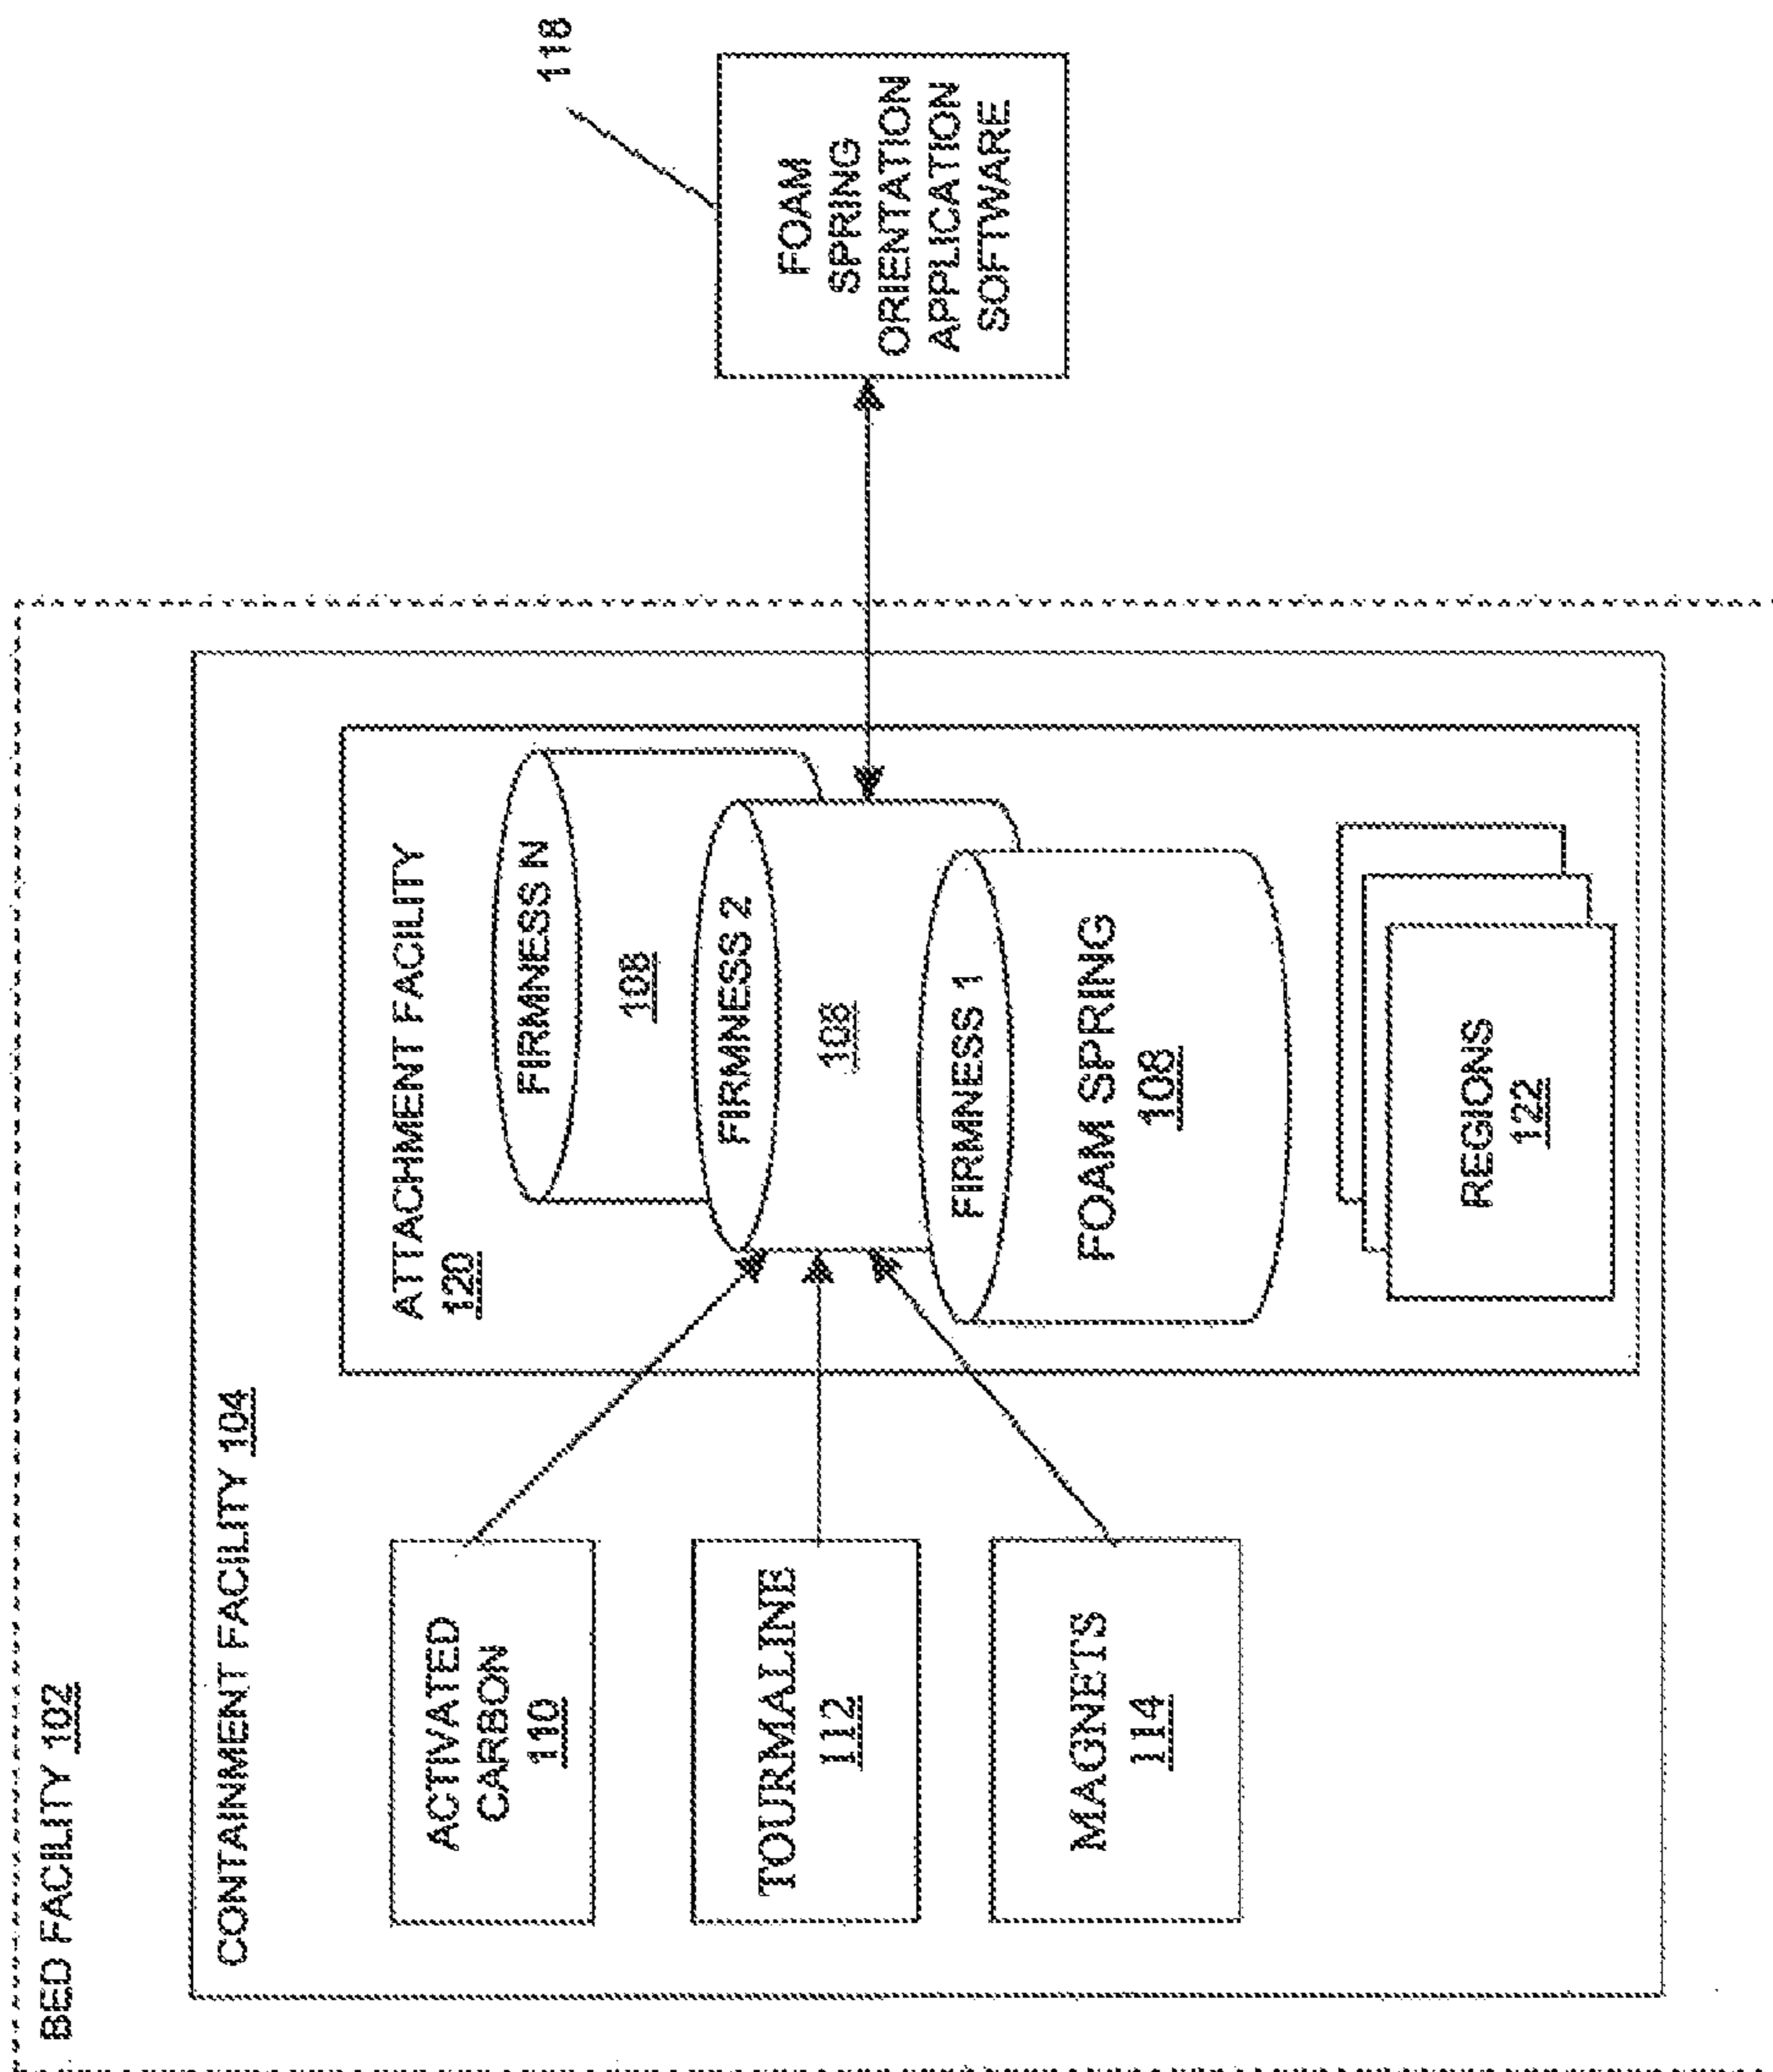 BED FACILITY 102
CONTAINMENT FACILITY 104
ACTIVATED
CARBON
110
TOURMALINE
112
MAGNETS
114
ATTACHMENT FACILITY
120
FIRMNESS N
108
FIRMNESS 2
108
FIRMNESS 1
FOAM SPRING
108
REGIONS
122
118
FOAM
SPRING
ORIENTATION
APPLICATION
SOFTWARE